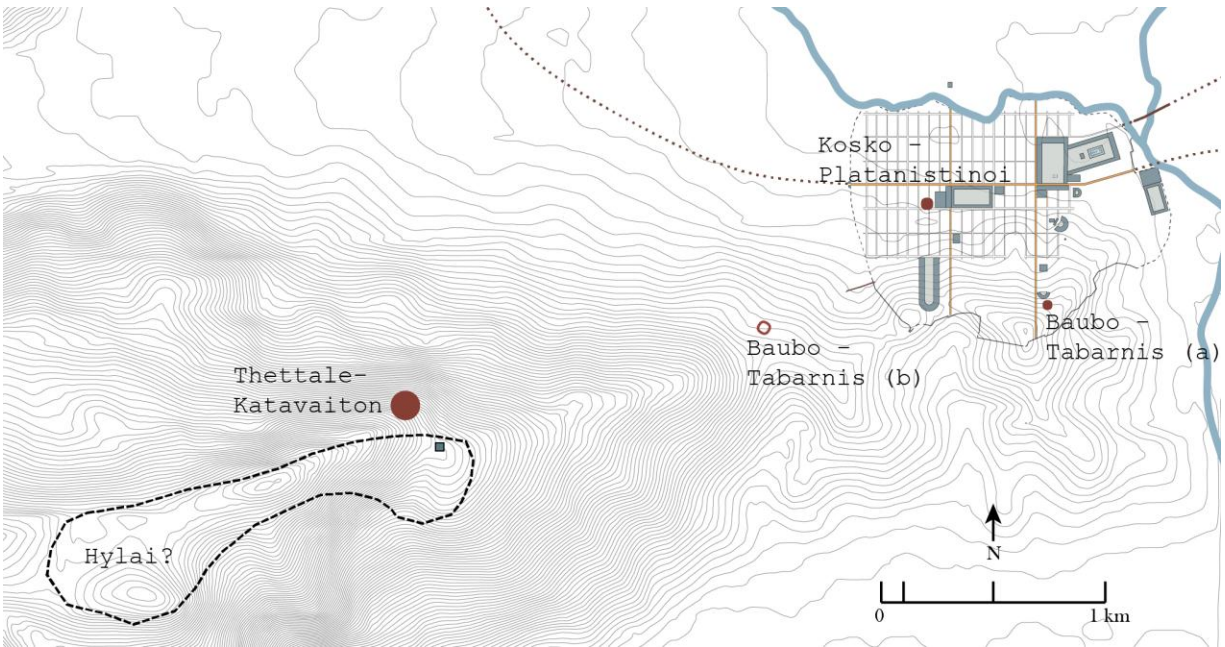 Kosko –
Platanistinoi
Baubo –
Tabarnis (a)
Baubo –
Tabarnis (b)
Thettale–
Katavaiton
Hylai?
N
0
1 km